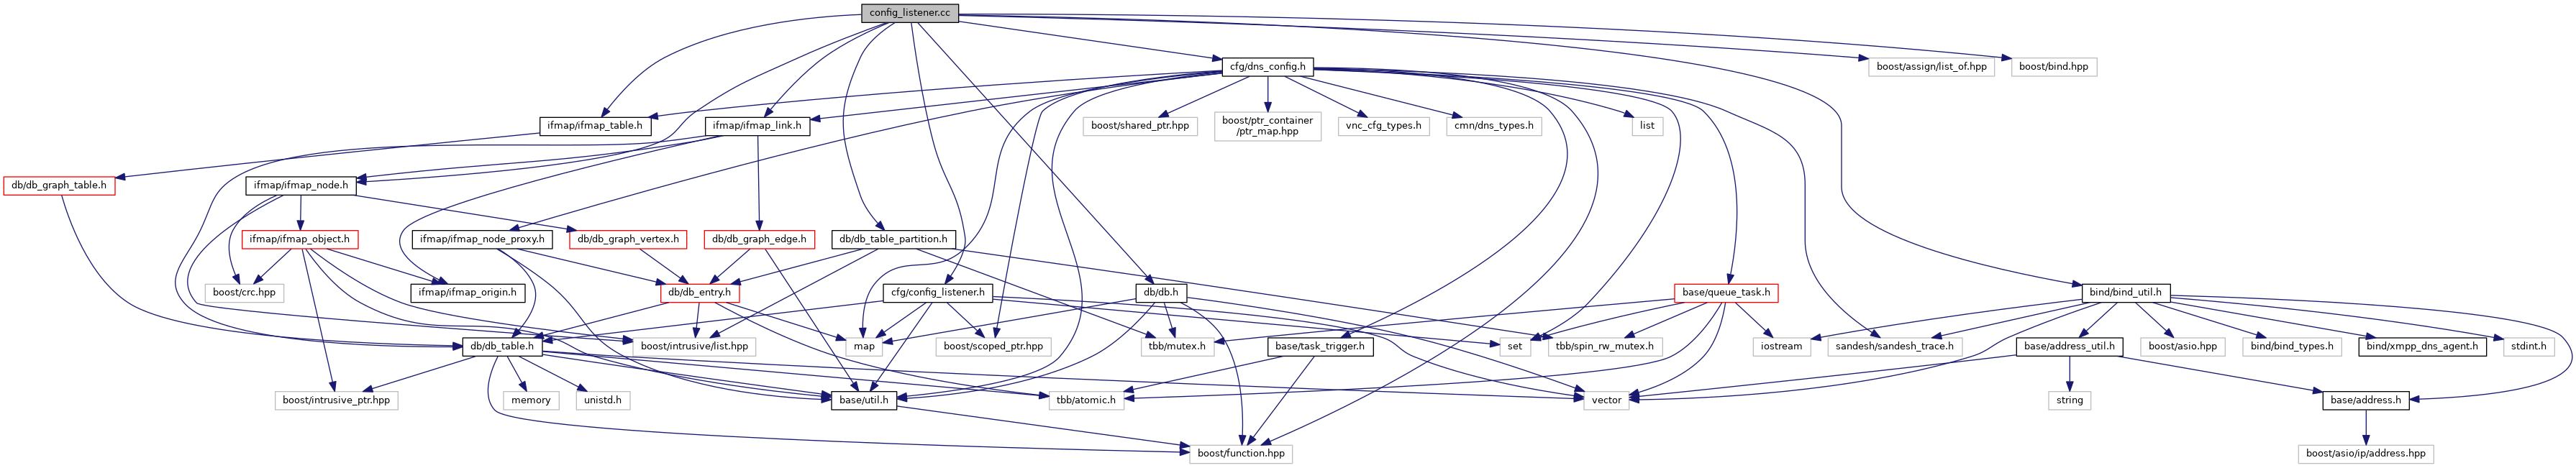 config_listener.cc
cfg/dns_config.h
boost/assign/list_of.hpp
boost/bind.hpp
ifmap/ifmap_table.h
ifmap/ifmap_link.h
boost/shared_ptr.hpp
boost/ptr_container
/ptr_map.hpp
vnc_cfg_types.h
cmn/dns_types.h
list
db/db_graph_table.h
ifmap/ifmap_node.h
ifmap/ifmap_object.h
ifmap/ifmap_node_proxy.h
db/db_graph_vertex.h
db/db_graph_edge.h
db/db_table_partition.h
boost/crc.hpp
ifmap/ifmap_origin.h
db/db_entry.h
cfg/config_listener.h
db/db.h
base/queue_task.h
bind/bind_util.h
db/db_table.h
boost/intrusive/list.hpp
map
boost/scoped_ptr.hpp
tbb/mutex.h
base/task_trigger.h
set
tbb/spin_rw_mutex.h
iostream
sandesh/sandesh_trace.h
base/address_util.h
boost/asio.hpp
bind/bind_types.h
bind/xmpp_dns_agent.h
stdint.h
boost/intrusive_ptr.hpp
memory
unistd.h
base/util.h
tbb/atomic.h
vector
string
base/address.h
boost/function.hpp
boost/asio/ip/address.hpp